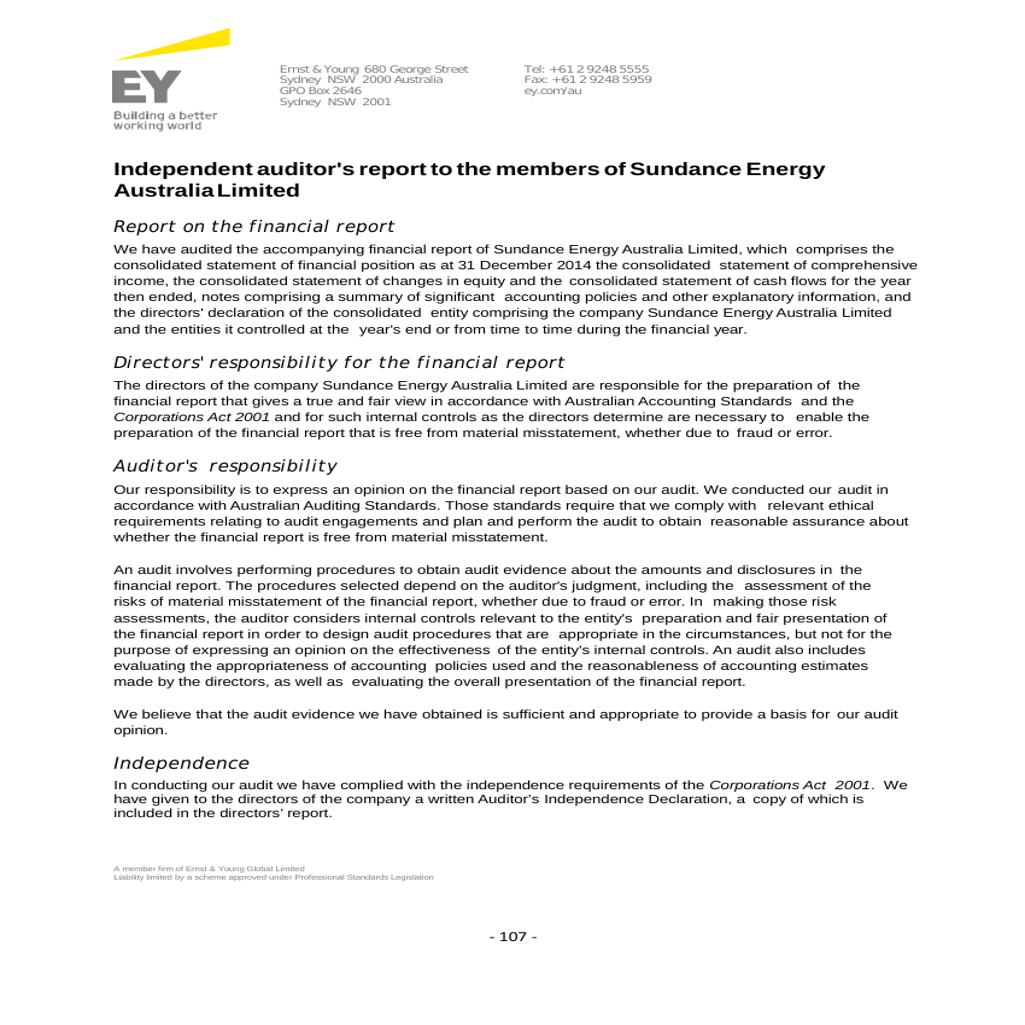 EY
Building a better
working world
Ernst & Young 680 George Street
Sydney NSW 2000 Australia
GPO Box 2646
Sydney NSW 2001
Tel: +61 2 9248 5555
Fax: +61 2 9248 5959
ey.com/au
Independent auditor's report to the members of Sundance Energy
Australia Limited
Report on the financial report
We have audited the accompanying financial report of Sundance Energy Australia Limited, which comprises the
consolidated statement of financial position as at 31 December 2014 the consolidated statement of comprehensive
income, the consolidated statement of changes in equity and the consolidated statement of cash flows for the year
then ended, notes comprising a summary of significant accounting policies and other explanatory information, and
the directors' declaration of the consolidated entity comprising the company Sundance Energy Australia Limited
and the entities it controlled at the year's end or from time to time during the financial year.
Directors' responsibility for the financial report
The directors of the company Sundance Energy Australia Limited are responsible for the preparation of the
financial report that gives a true and fair view in accordance with Australian Accounting Standards and the
Corporations Act 2001 and for such internal controls as the directors determine are necessary to enable the
preparation of the financial report that is free from material misstatement, whether due to fraud or error.
Auditor's responsibility
Our responsibility is to express an opinion on the financial report based on our audit. We conducted our audit in
accordance with Australian Auditing Standards. Those standards require that we comply with relevant ethical
requirements relating to audit engagements and plan and perform the audit to obtain reasonable assurance about
whether the financial report is free from material misstatement.
An audit involves performing procedures to obtain audit evidence about the amounts and disclosures in the
financial report. The procedures selected depend on the auditor's judgment, including the assessment of the
risks of material misstatement of the financial report, whether due to fraud or error. In making those risk
assessments, the auditor considers internal controls relevant to the entity's preparation and fair presentation of
the financial report in order to design audit procedures that are appropriate in the circumstances, but not for the
purpose of expressing an opinion on the effectiveness of the entity's internal controls. An audit also includes
evaluating the appropriateness of accounting policies used and the reasonableness of accounting estimates
made by the directors, as well as evaluating the overall presentation of the financial report.
We believe that the audit evidence we have obtained is sufficient and appropriate to provide a basis for our audit
opinion.
Independence
In conducting our audit we have complied with the independence requirements of the Corporations Act 2001. We
have given to the directors of the company a written Auditor’s Independence Declaration, a copy of which is
included in the directors’ report.
A member firm of Ernst & Young Global Limited
Liability limited by a scheme approved under Professional Standards Legislation
- 107 -